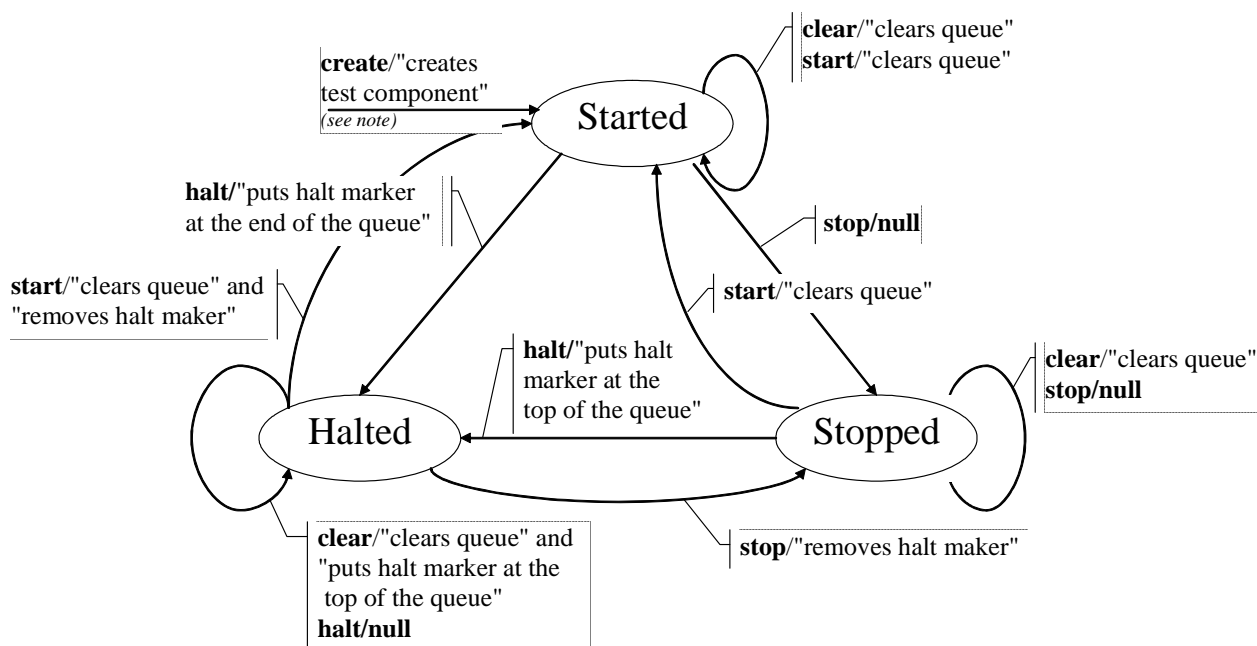 clear/"clears queue"
start/"clears queue"
create/"creates
test component"
(see note)
Started
halt/"puts halt marker
at the end of the queue"
stop/null
start/"clears queue" and
"removes halt maker"
start/"clears queue"
halt/"puts halt
marker at the
top of the queue"
clear/"clears queue"
stop/null
Halted
Stopped
clear/"clears queue" and
"puts halt marker at the
top of the queue"
halt/null
stop/"removes halt maker"